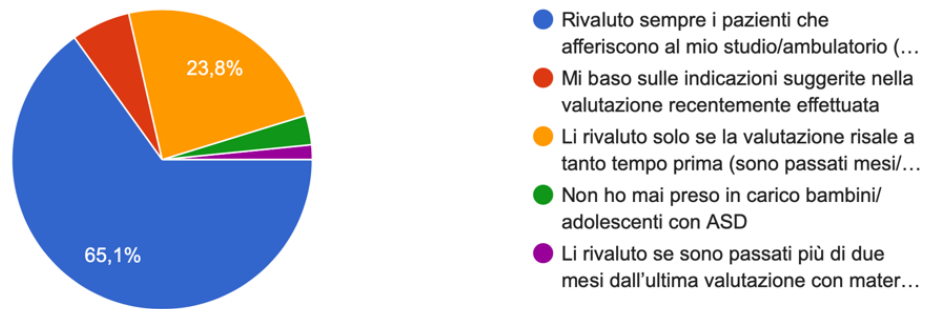 23,8%
65,1%
Rivaluto sempre i pazienti che
afferiscono al mio studio/ambulatorio (…
Mi baso sulle indicazioni suggerite nella
valutazione recentemente effettuata
Li rivaluto solo se la valutazione risale a
tanto tempo prima (sono passati mesi/…
Non ho mai preso in carico bambini/
adolescenti con ASD
Li rivaluto se sono passati più di due
mesi dall'ultima valutazione con mater…